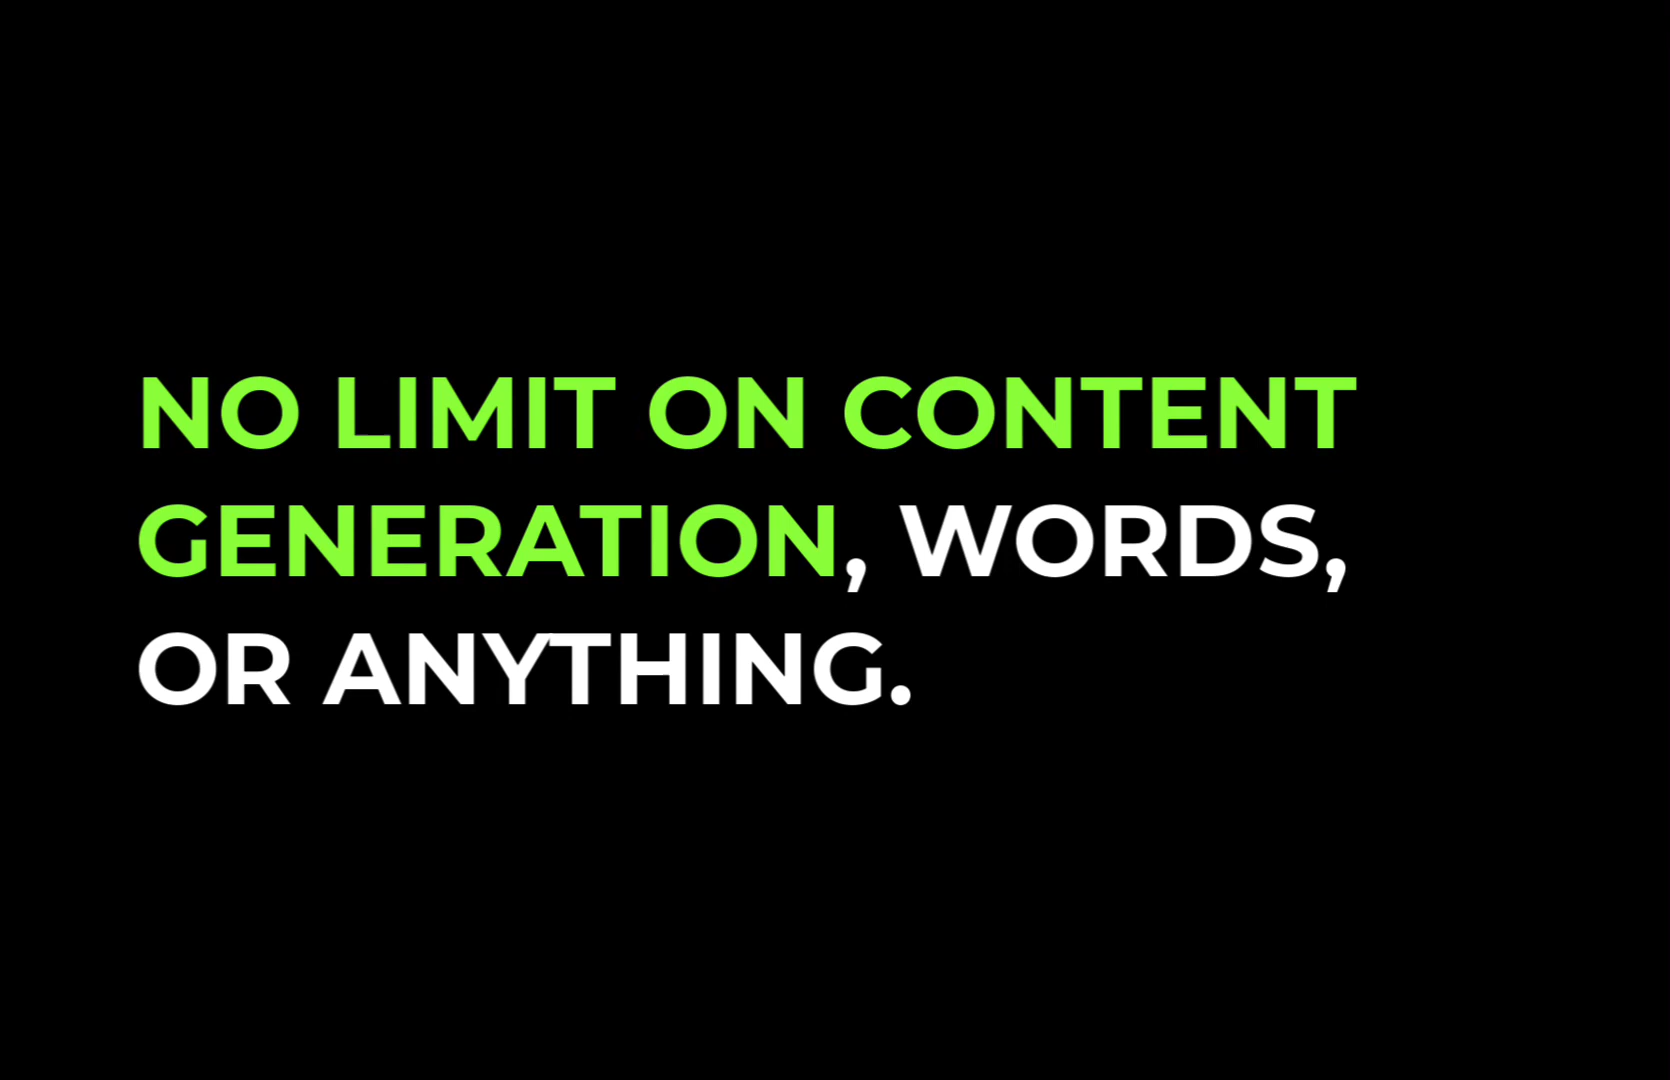 NO LIMIT ON CONTENT
GENERATION, WORDS,
OR ANYTHING.